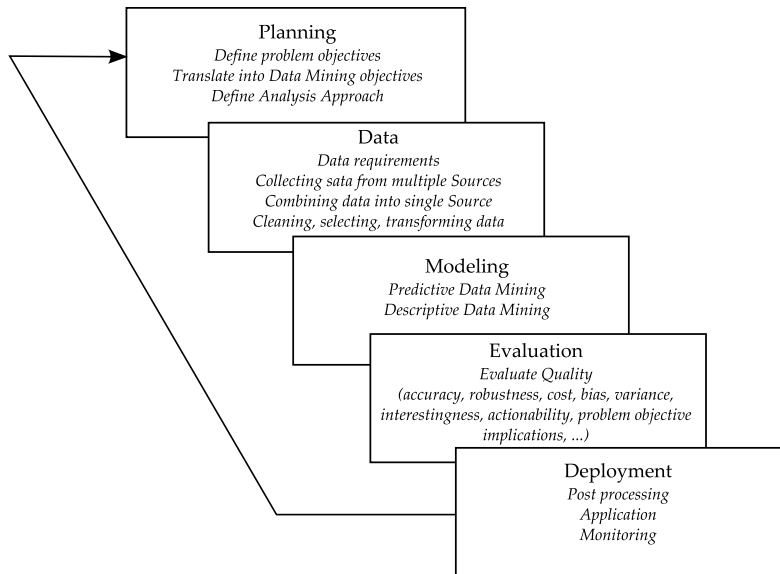 Planning
Define problem objectives
Translate into Data Mining objectives
Define Analysis Approach
Data
Data requirements
Collecting sata from multiple Sources
Combining data into single Source
Cleaning, selecting, transforming data
Modeling
Predictive Data Mining
Descriptive Data Mining
Evaluation
Evaluate Quality
(accuracy, robustness, cost, bias, variance,
interestingness, actionability, problem objective
implications, ...)
Deployment
Post processing
Application
Monitoring